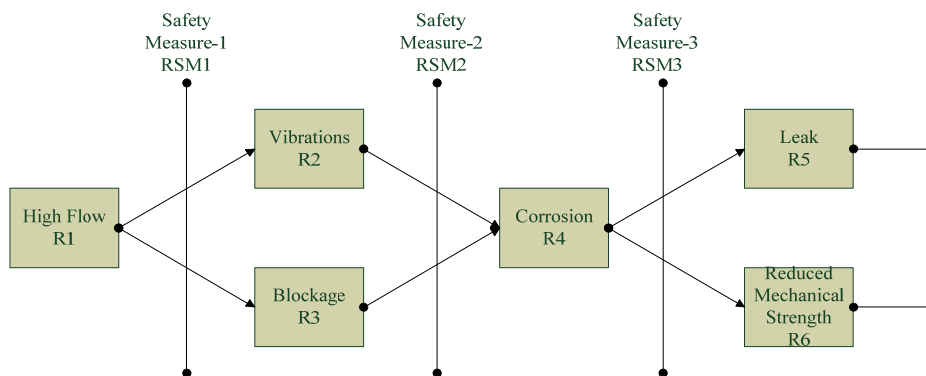 Safety
Measure-1
RSM1
Safety
Measure-2
RSM2
Safety
Measure-3
RSM3
Vibrations
R2
Leak
R5
High Flow
R1
Corrosion
R4
Blockage
R3
Reduced
Mechanical
Strength
R6